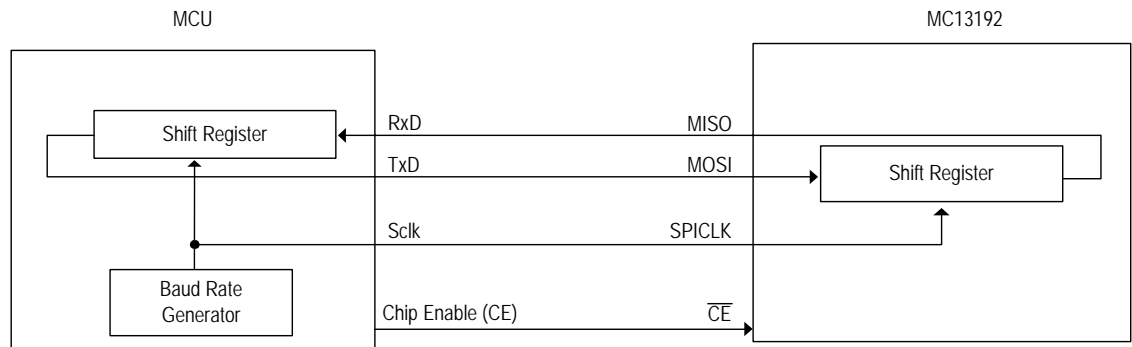 MCU
MC13192
Shift Register
RxD
MISO
TxD
MOSI
Shift Register
Sclk
SPICLK
Baud Rate
Generator
Chip Enable (CE)
CE